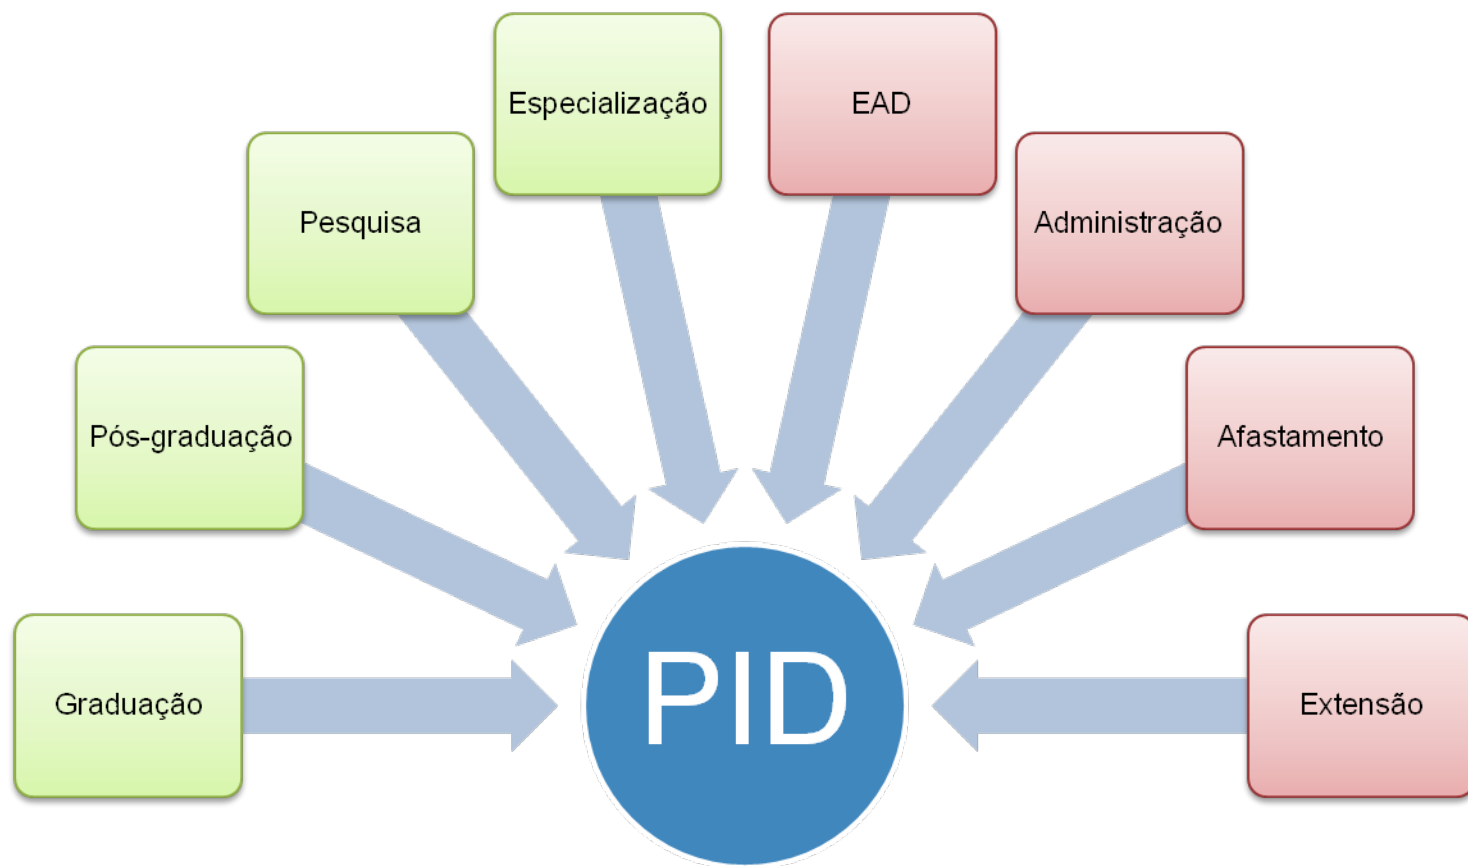 Especialização
EAD
Pesquisa
Administração
Pós-graduação
Afastamento
Graduação
PID
Extensão